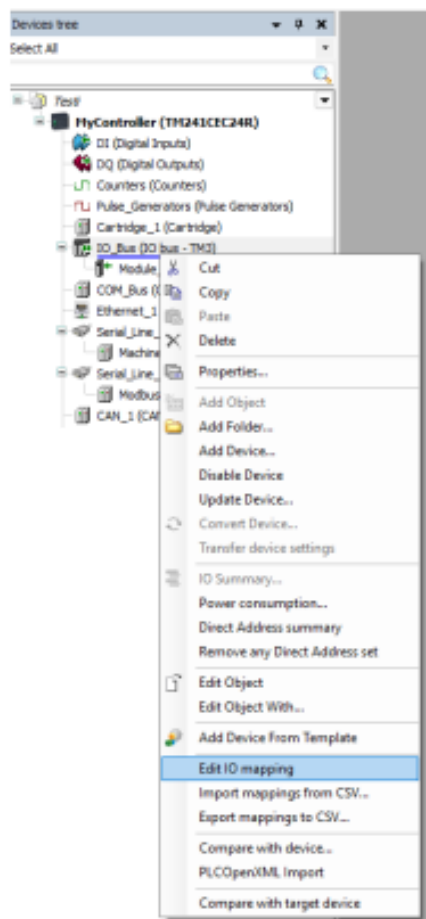 Devices tree
Select All
Test
MyController (TM241CEC24R)
DI (Digital Inputs)
DQ (Digital Outputs)
Counters (Counters)
Pulse_Generators (Pulse Generators)
Cartridge_1 (Cartridge)
IO_Bus (IO bus - TM3)
Module_
COM_Bus (
Ethernet_1
Serial_Line_
Machine
Serial_Line_
Modbus
CAN_1 (CAN
Cut
Copy
Paste
Delete
Properties...
Add Object
Add Folder...
Add Device...
Disable Device
Update Device...
Convert Device...
Transfer device settings
IO Summary...
Power consumption...
Direct Address summary
Remove any Direct Address set
Edit Object
Edit Object With...
Add Device From Template
Edit IO mapping
Import mappings from CSV...
Export mappings to CSV...
Compare with device...
PLCOpenXML Import
Compare with target device